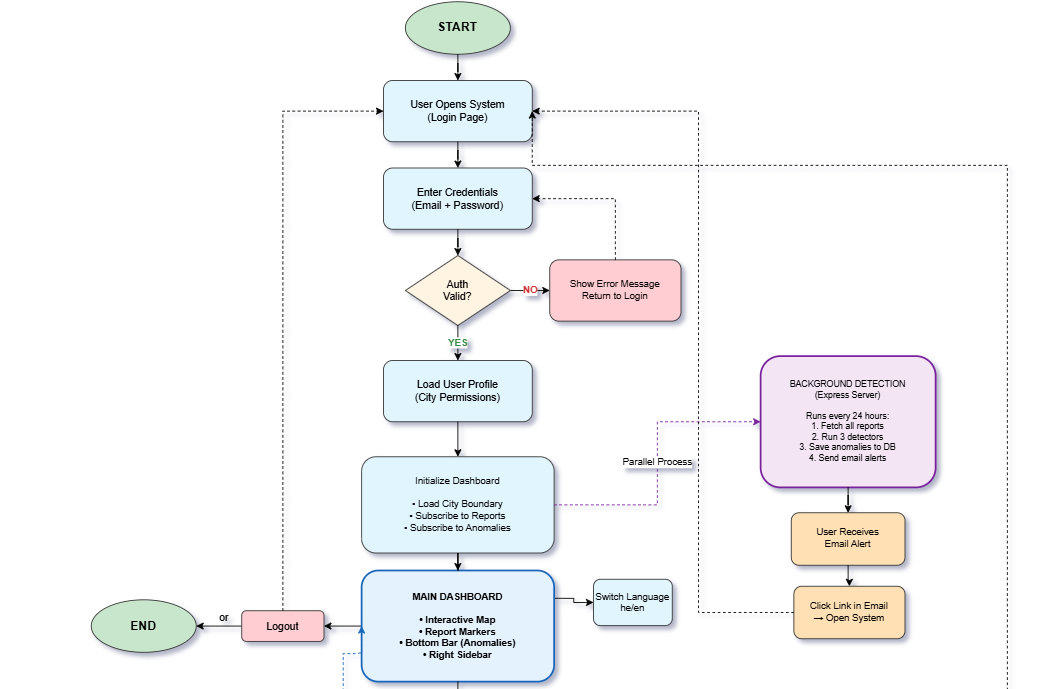 START
User Opens System
(Login Page)
Enter Credentials
(Email + Password)
Auth
Valid?
NO
Show Error Message
Return to Login
YES
Load User Profile
(City Permissions)
BACKGROUND DETECTION
(Express Server)
Runs every 24 hours:
1. Fetch all reports
2. Run 3 detectors
3. Save anomalies to DB
4. Send email alerts
Parallel Process
Initialize Dashboard
• Load City Boundary
• Subscribe to Reports
• Subscribe to Anomalies
User Receives
Email Alert
MAIN DASHBOARD
• Interactive Map
• Report Markers
• Bottom Bar (Anomalies)
• Right Sidebar
Switch Language
he/en
Click Link in Email
→ Open System
Logout
or
END